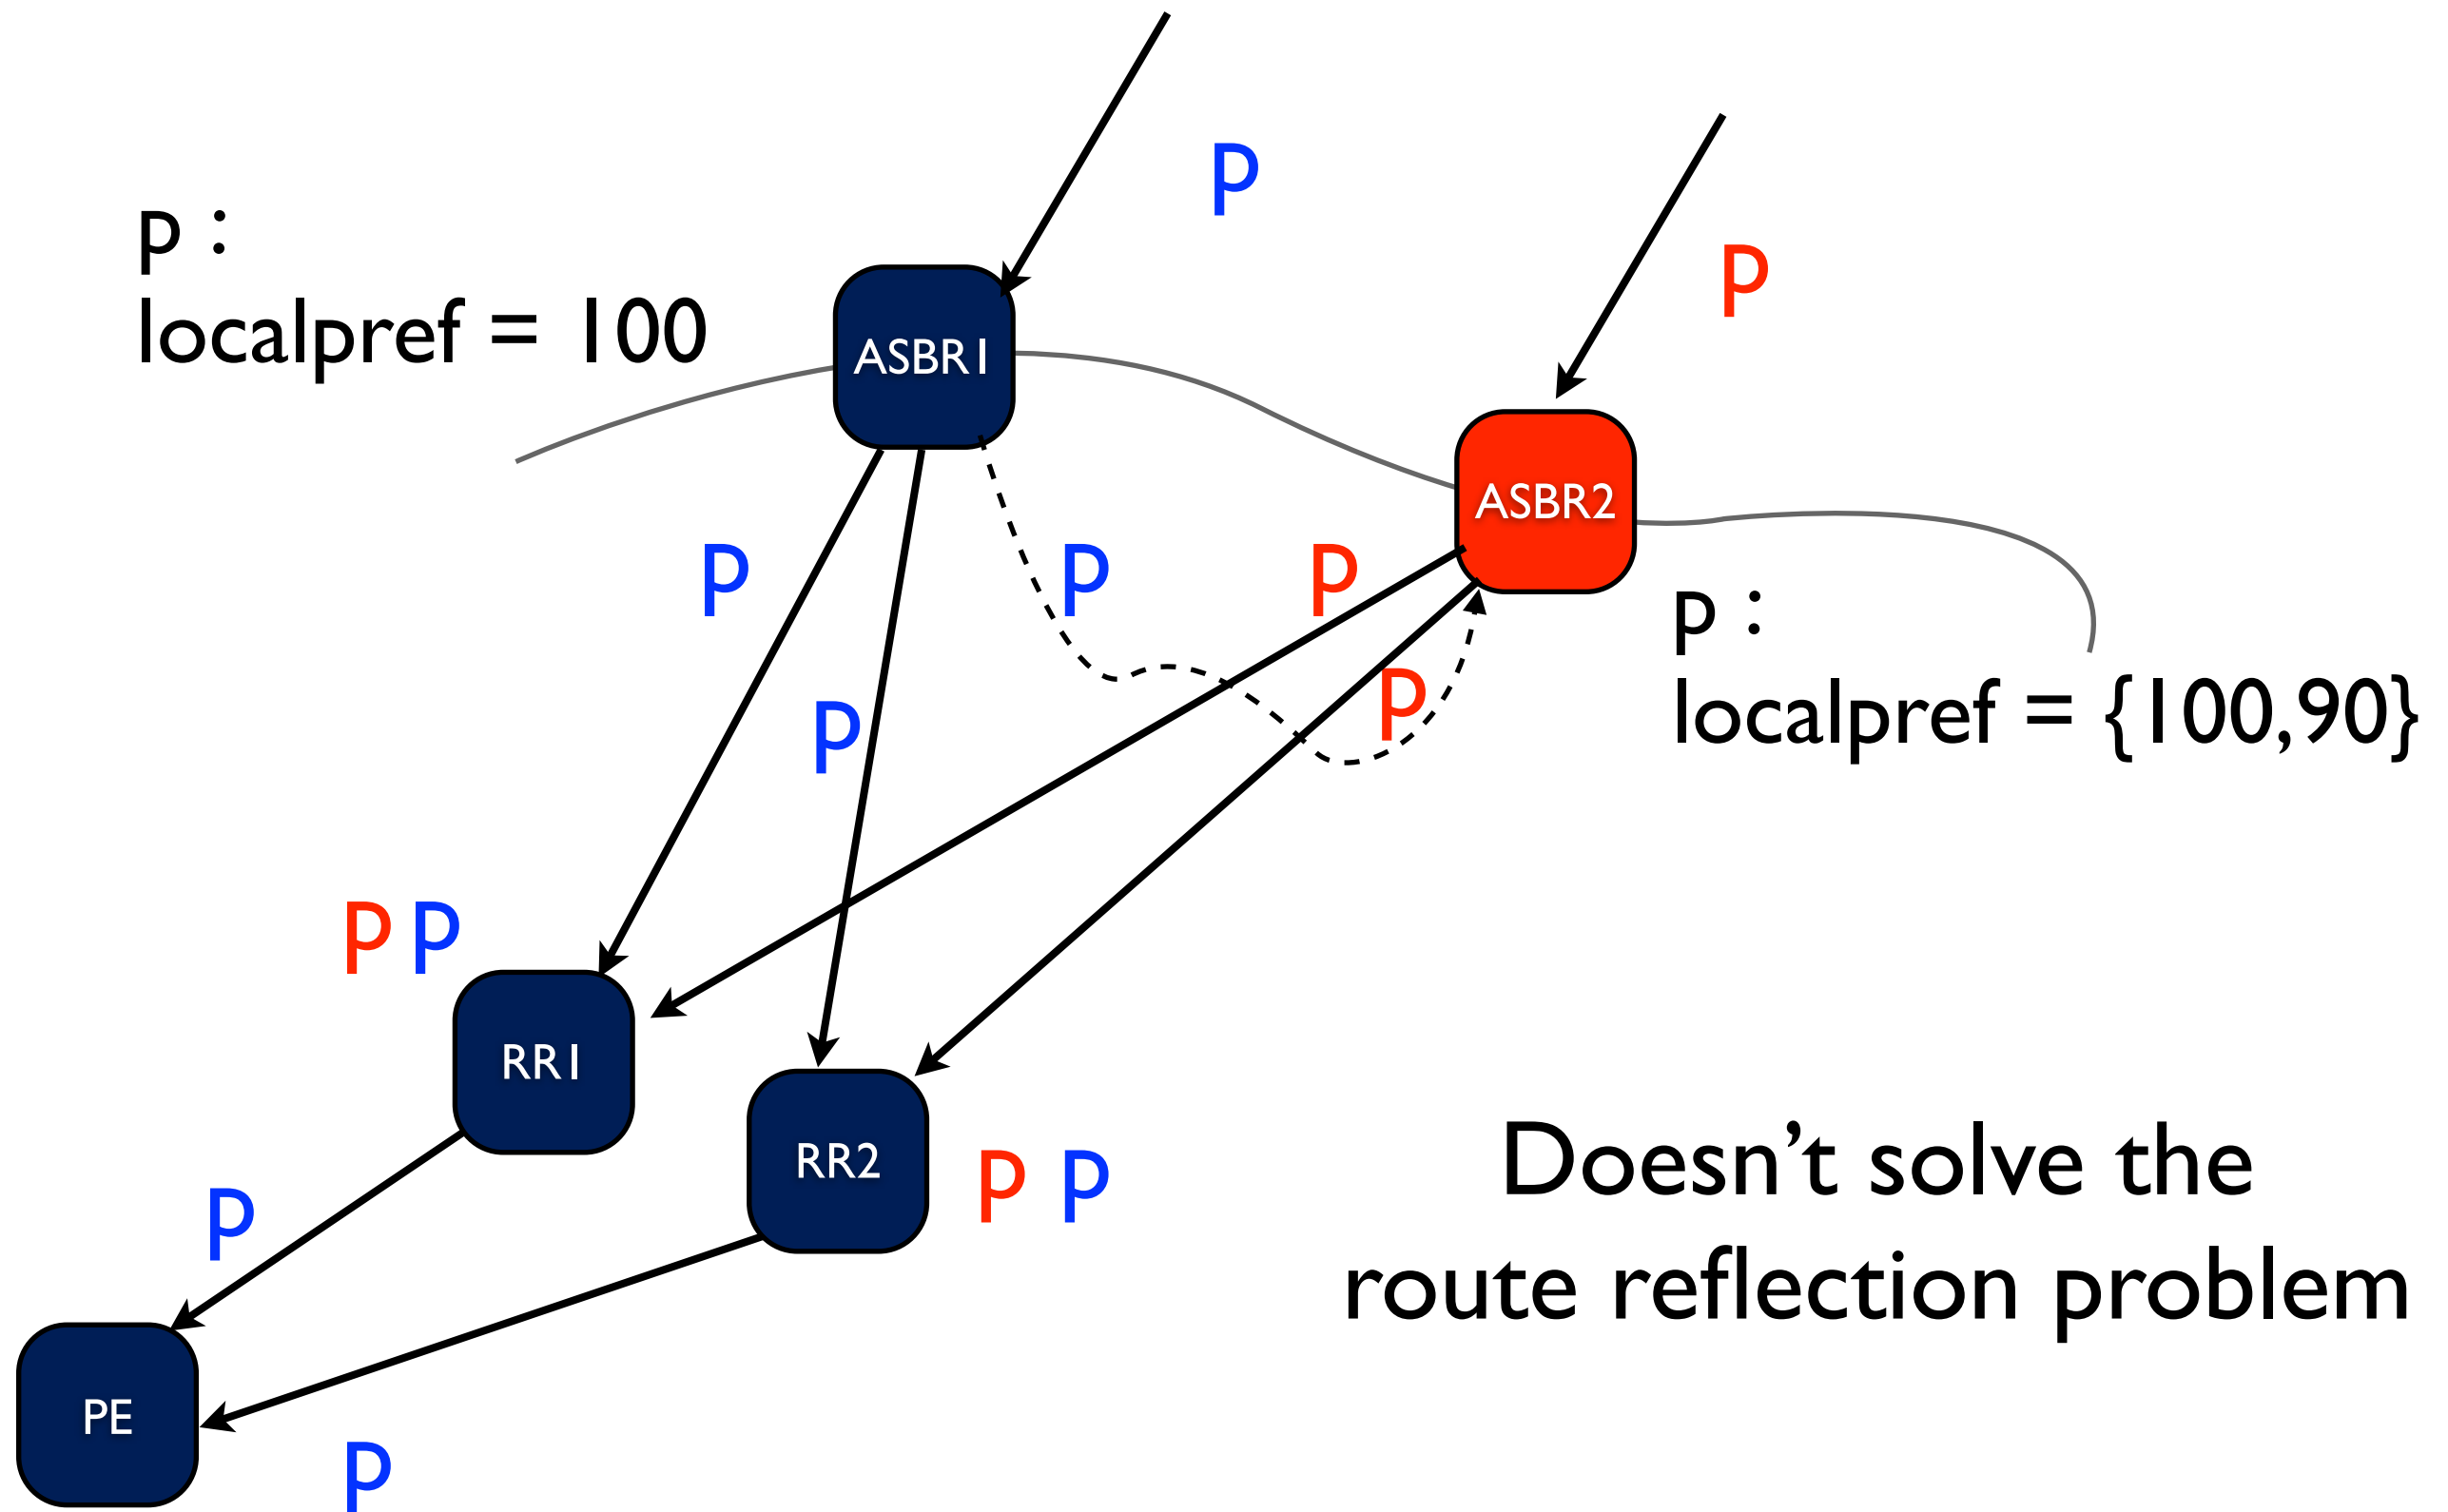 P
P
P :
localpref = 100
ASBR1
ASBR2
P
P
P
P :
localpref = {100,90}
P
P
P P
RR1
RR2
P P
P
Doesn't solve the
route reflection problem
PE
P